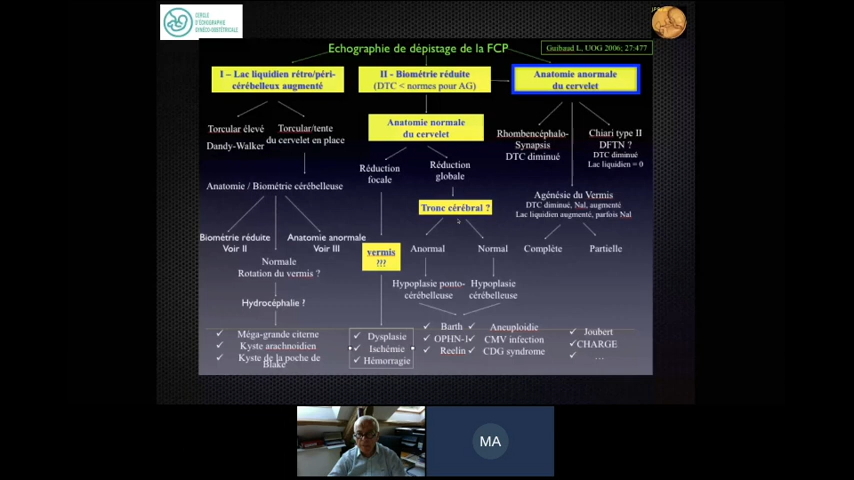 CERCLE
D'ÉCHOGRAPHIE
GYNÉCO-OBSTÉTRICALE
Echographie de dépistage de la FCP
Guibaud L, UOG 2006; 27:477
I – Lac liquidien rétro/péri-
cérébelleux augmenté
II - Biométrie réduite
(DTC < normes pour AG)
Anatomie anormale
du cervelet
Anatomie normale
du cervelet
Torcular élevé
Dandy-Walker
Torcular/tente
du cervelet en place
Rhombencéphalo-
Synapsis
DTC diminué
Chiari type II
DFTN ?
DTC diminué
Lac liquidien = 0
Réduction
focale
Réduction
globale
Anatomie / Biométrie cérébelleuse
Agénésie du Vermis
DTC diminué, Nal, augmenté
Lac liquidien augmenté, parfois Nal
Tronc cérébral ?
Biométrie réduite
Voir II
Anatomie anormale
Voir III
Normale
Rotation du vermis ?
vermis
???
Anormal
Normal
Complète
Partielle
Hypoplasie ponto-
cérébelleuse
Hypoplasie
cérébelleuse
Hydrocéphalie ?
✓ Méga-grande citerne
✓ Kyste arachnoidien
✓ Kyste de la poche de
Blake
✓ Dysplasie
✓ Ischémie
✓ Hémorragie
✓ Barth
✓ OPHN-1
✓ Reelin
✓ Aneuploidie
✓ CMV infection
✓ CDG syndrome
✓ Joubert
✓ CHARGE
✓ …
MA